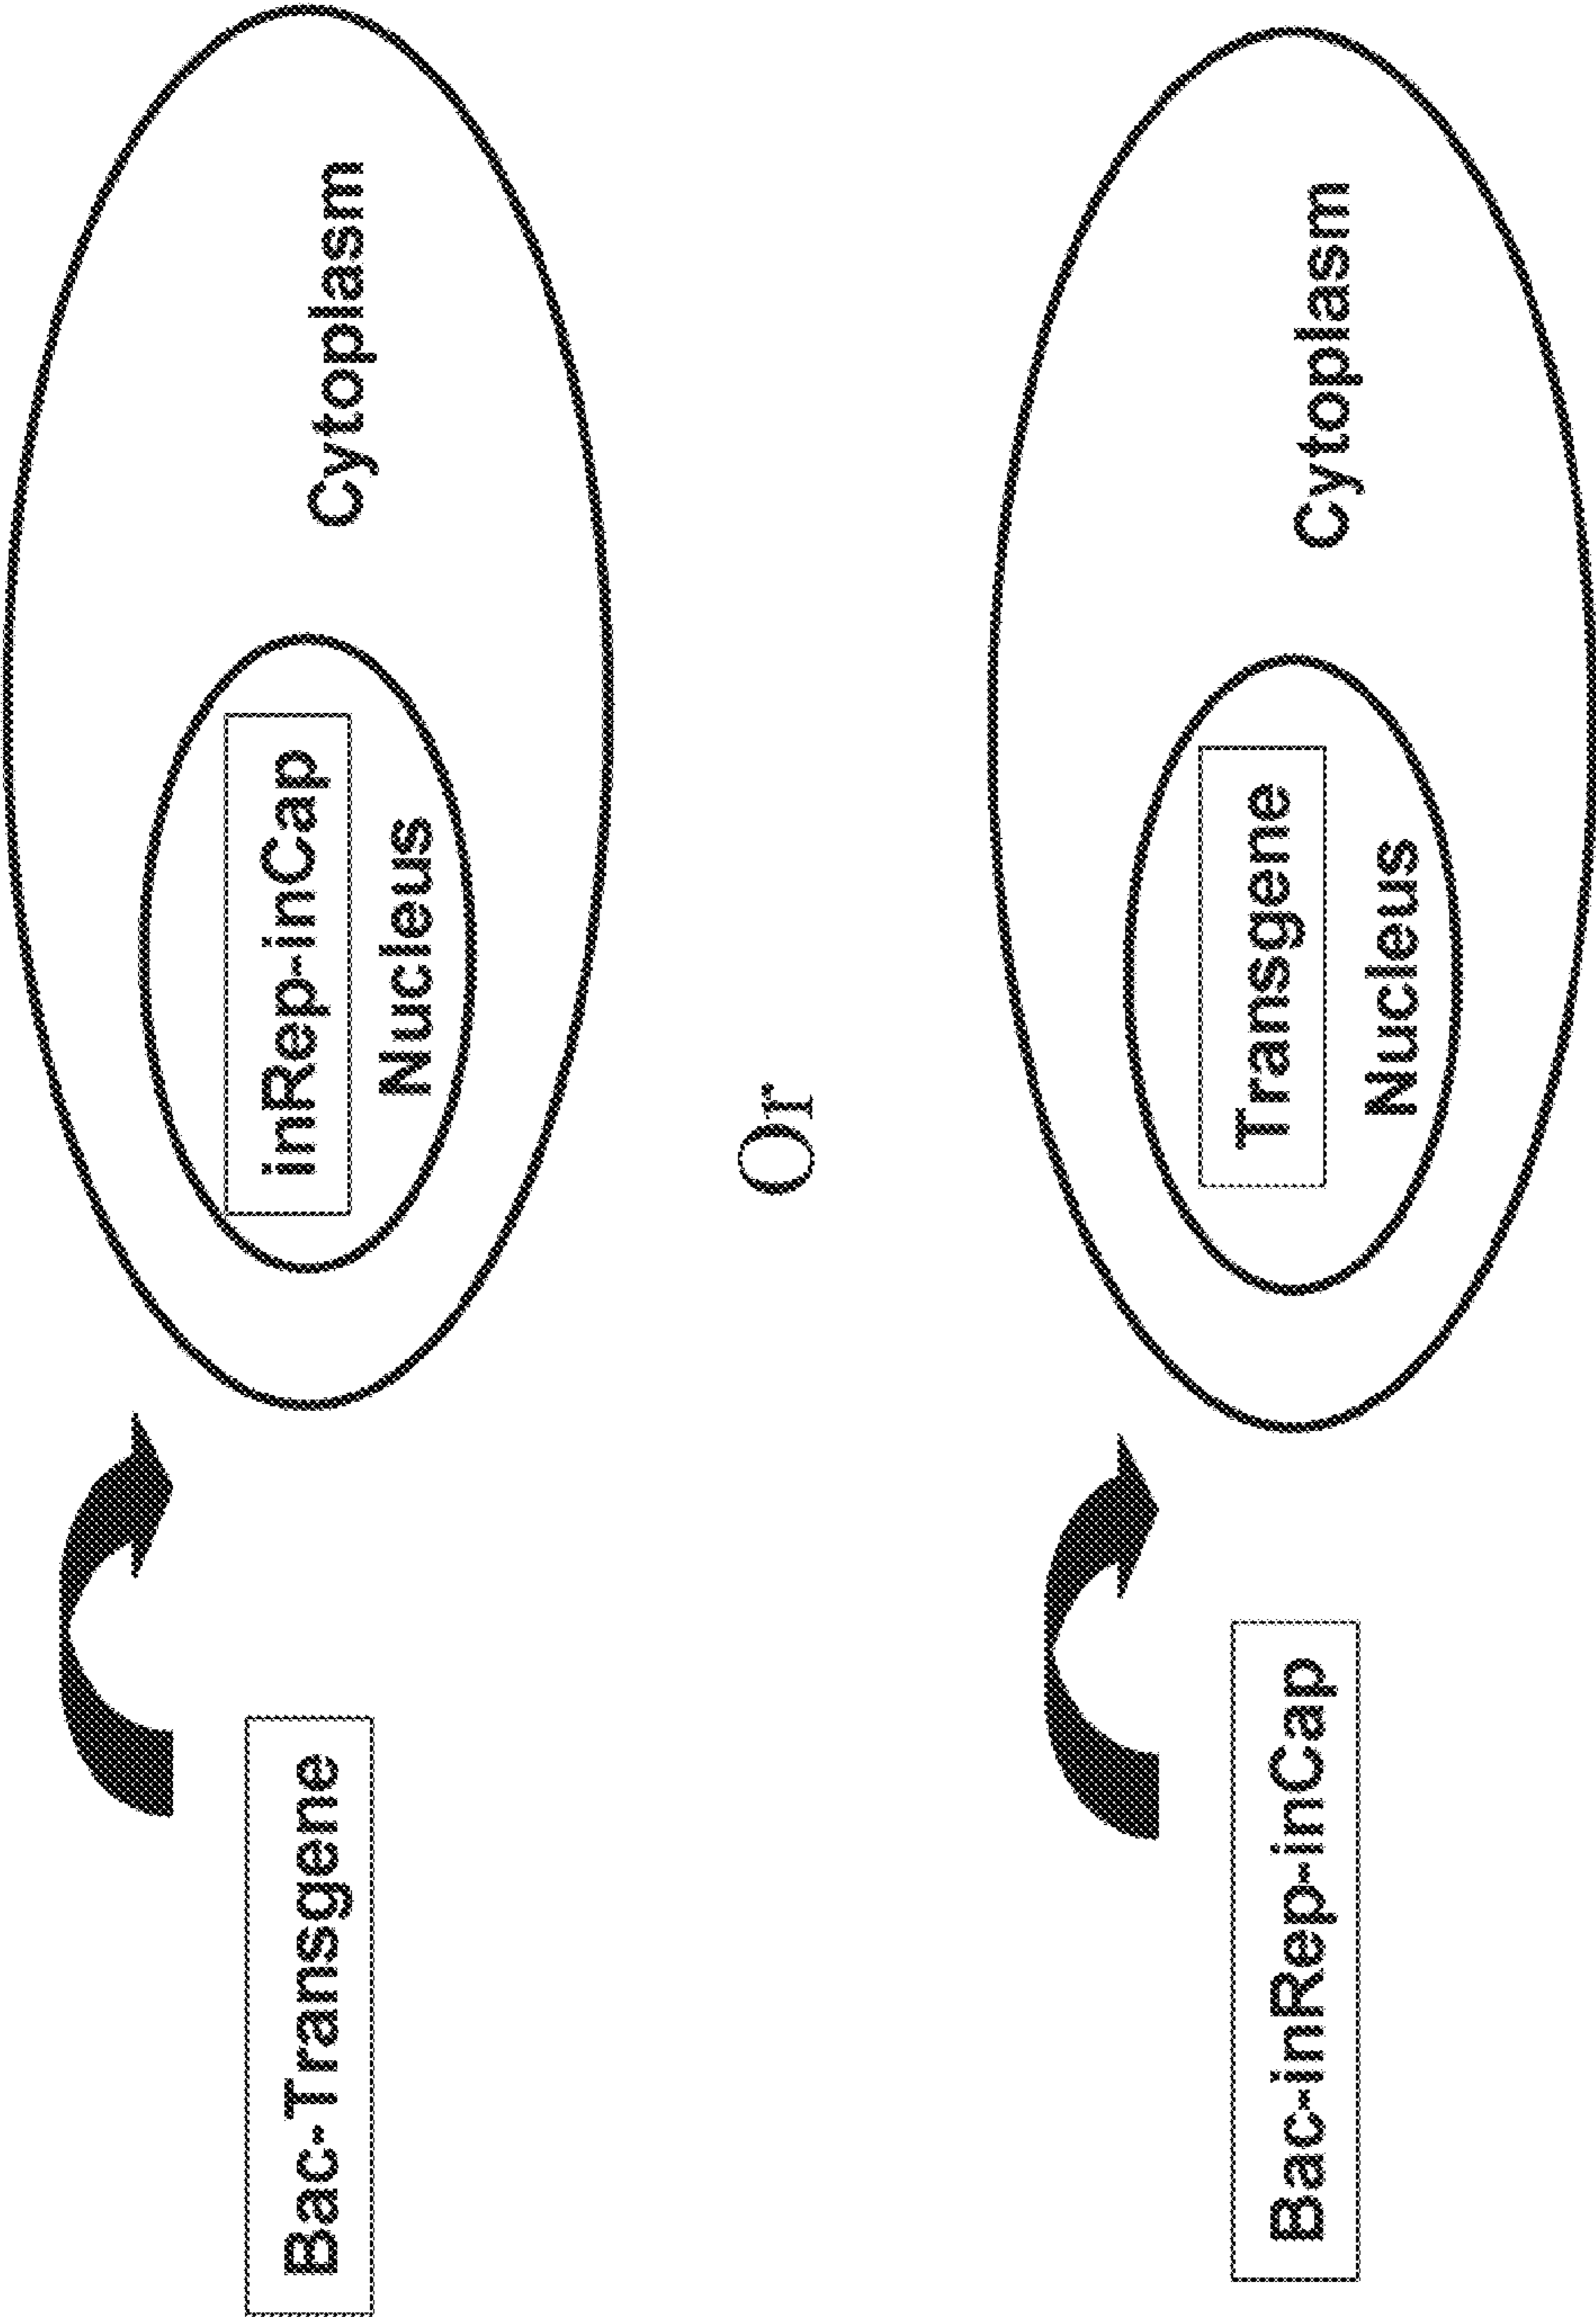 Bac-Transgene
inRep-inCap
Nucleus
Cytoplasm
Or
Bac-inRep-inCap
Transgene
Nucleus
Cytoplasm